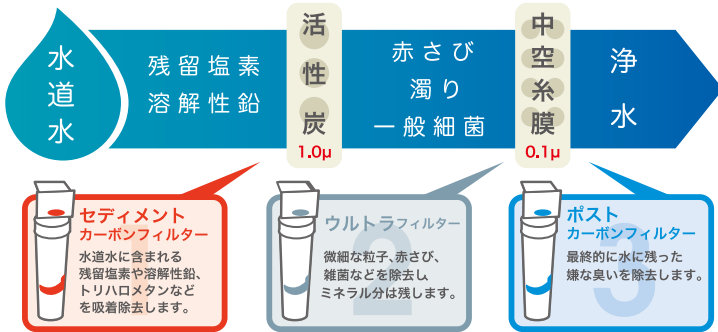 水道水
残留塩素
溶解性鉛
活性炭
1.0μ
赤さび
濁り
一般細菌
中空糸膜
0.1μ
浄水
1
セディメント
カーボンフィルター
水道水に含まれる
残留塩素や溶解性鉛、
トリハロメタンなど
を吸着除去します。
2
ウルトラフィルター
微細な粒子、赤さび、
雑菌などを除去し
ミネラル分は残します。
3
ポスト
カーボンフィルター
最終的に水に残った
嫌な臭いを除去します。